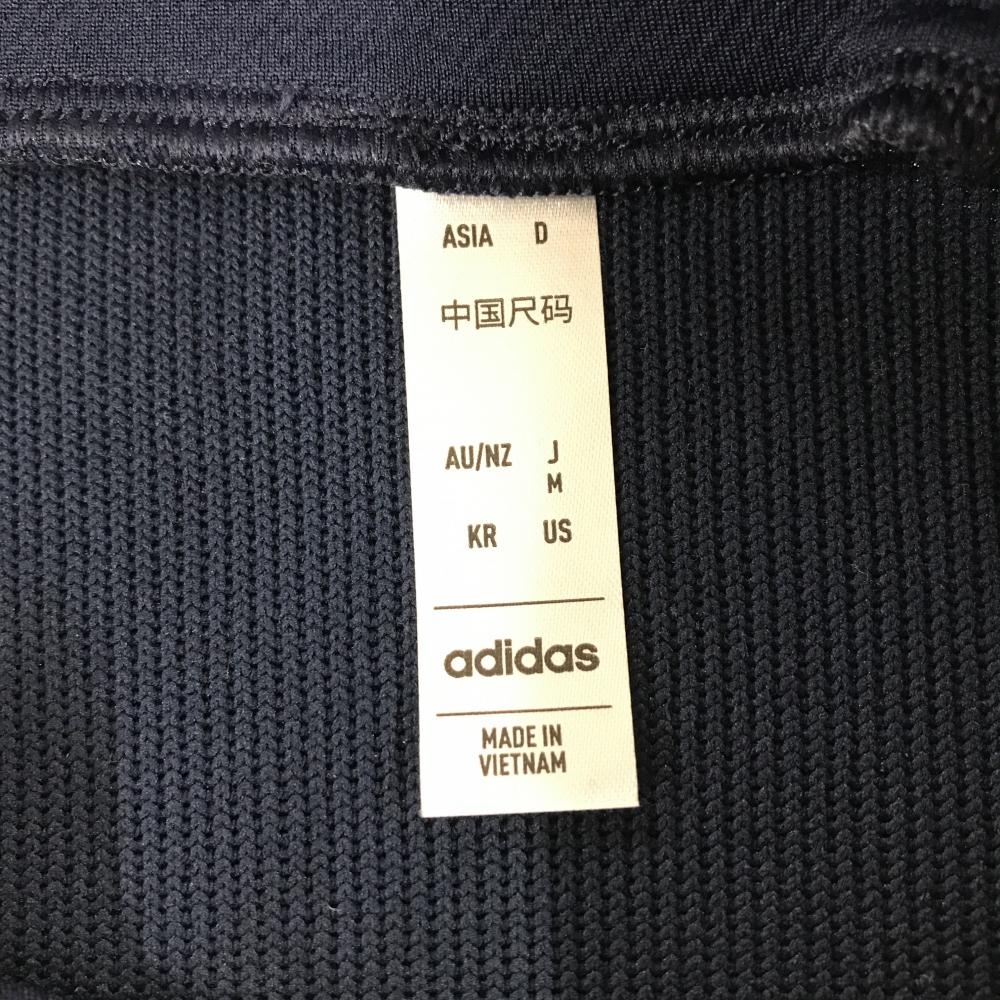 ASIA D
中国尺码
AU/NZ J
M
KR US
adidas
MADE IN
VIETNAM